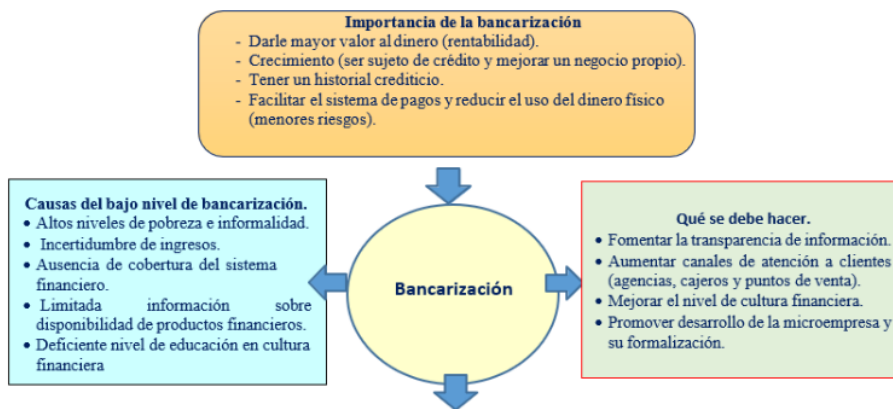 Importancia de la bancarización
- Darle mayor valor al dinero (rentabilidad).
- Crecimiento (ser sujeto de crédito y mejorar un negocio propio).
- Tener un historial crediticio.
- Facilitar el sistema de pagos y reducir el uso del dinero físico
(menores riesgos).
Causas del bajo nivel de bancarización.
• Altos niveles de pobreza e informalidad.
• Incertidumbre de ingresos.
• Ausencia de cobertura del sistema
financiero.
• Limitada información sobre
disponibilidad de productos financieros.
• Deficiente nivel de educación en cultura
financiera
Bancarización
Qué se debe hacer.
• Fomentar la transparencia de información.
• Aumentar canales de atención a clientes
(agencias, cajeros y puntos de venta).
• Mejorar el nivel de cultura financiera.
• Promover desarrollo de la microempresa y
su formalización.